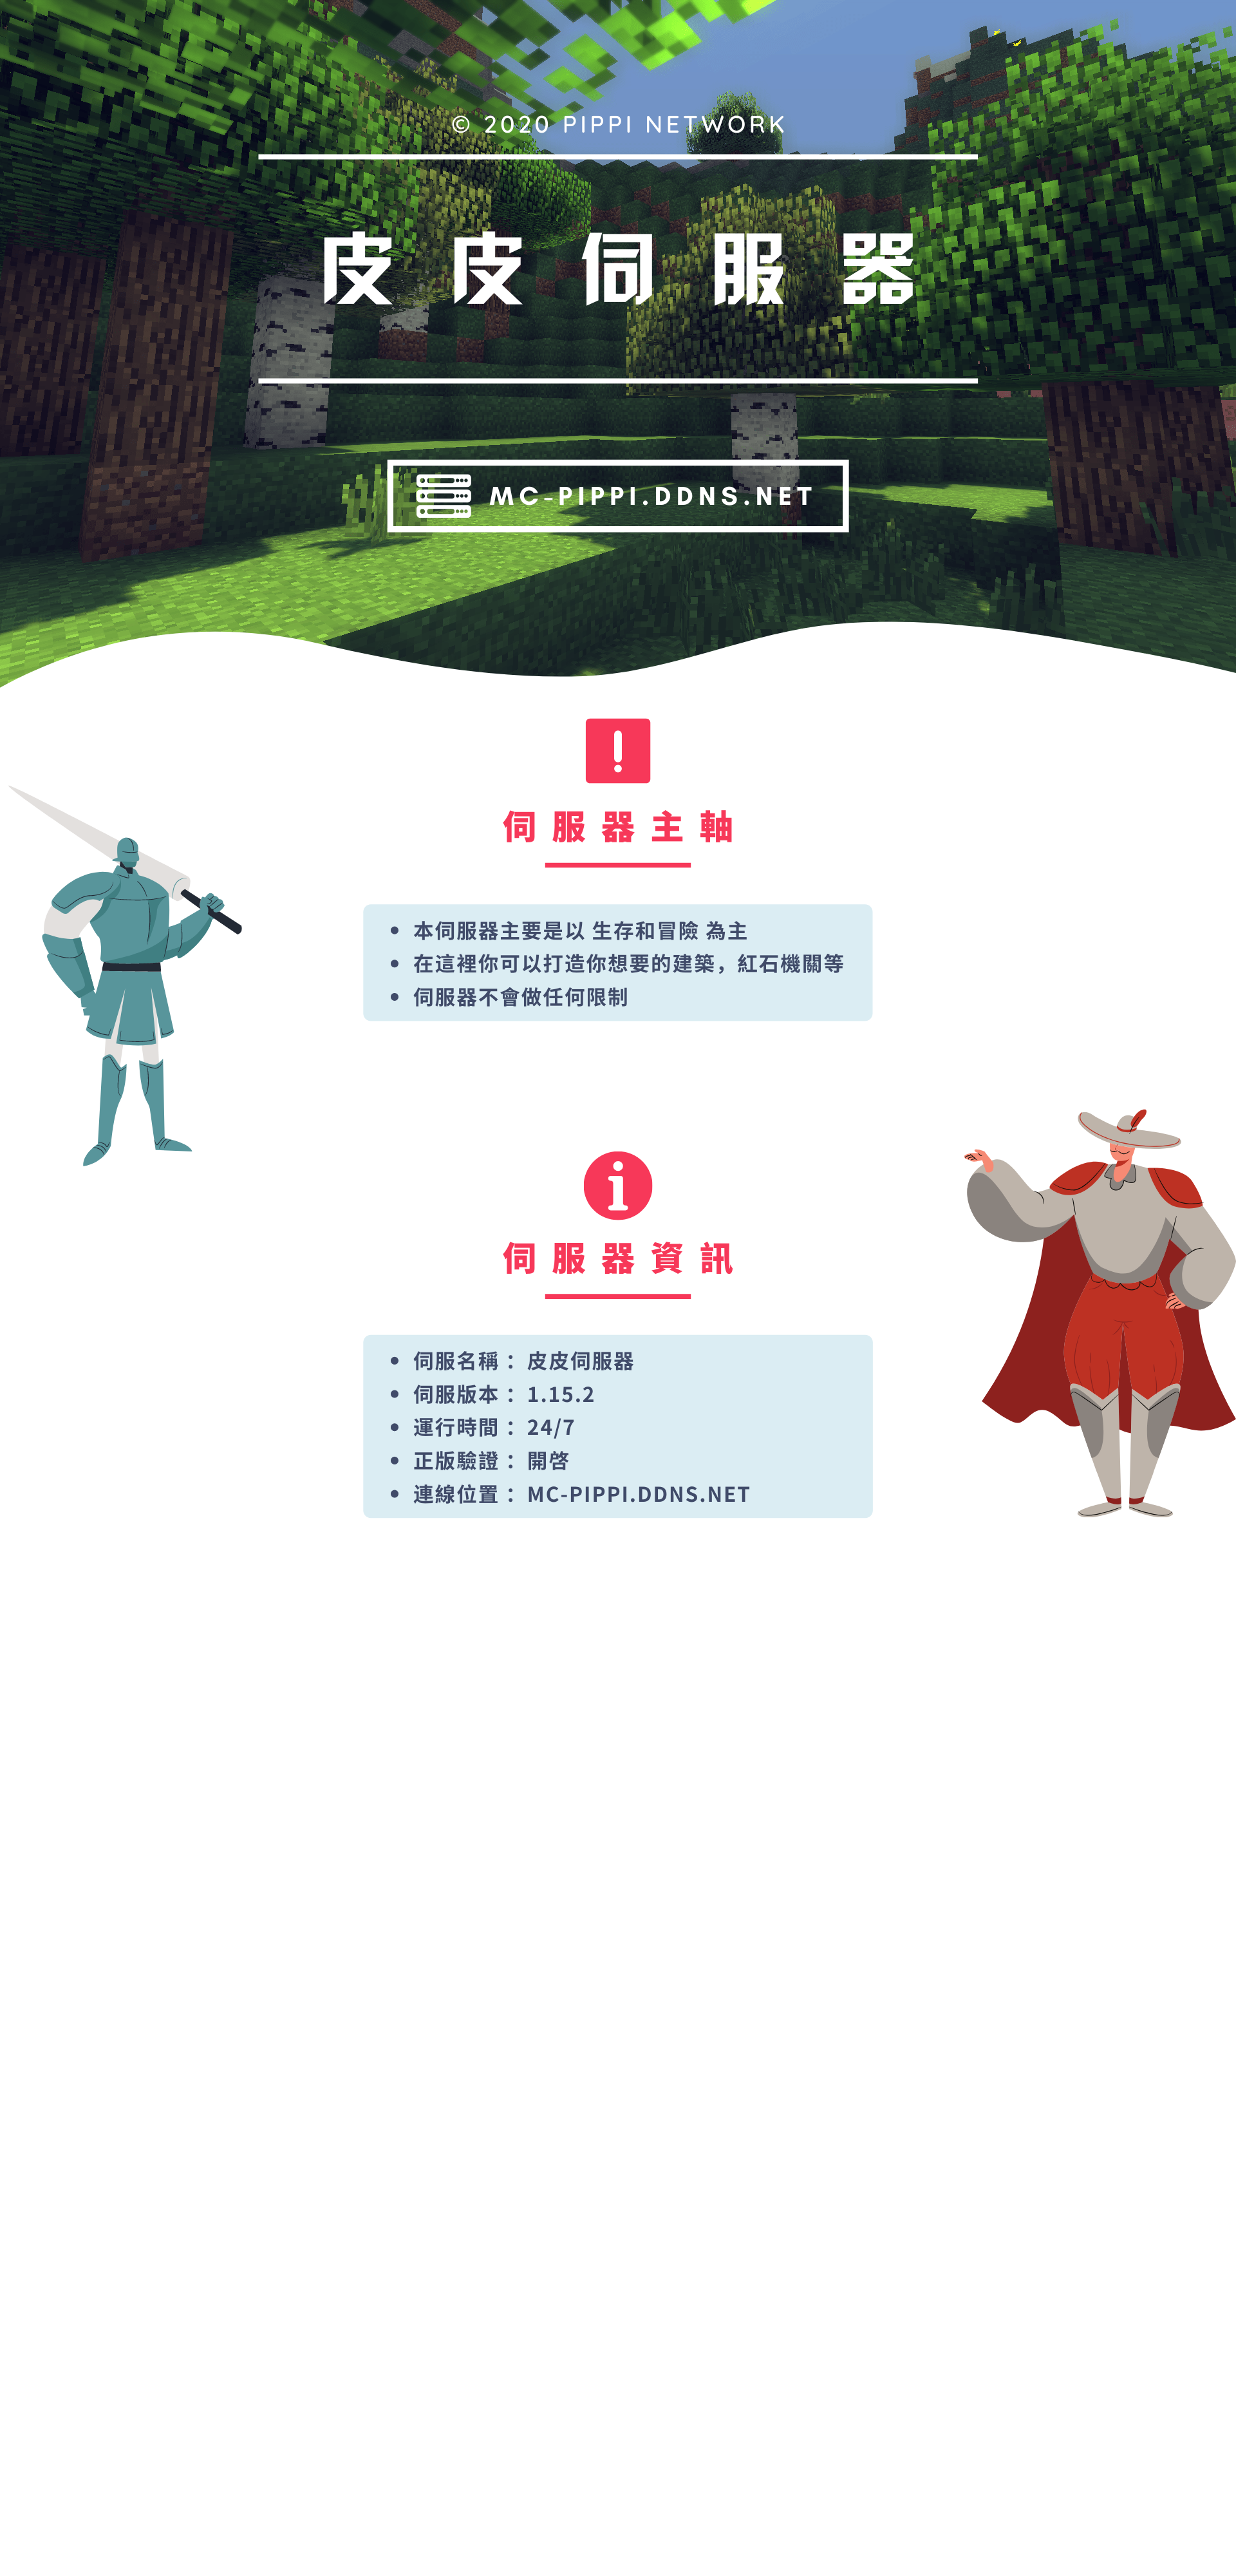 © 2020 PIPPI NETWORK
皮皮伺服器
MC-PIPPI.DDNS.NET
伺服器主軸
本伺服器主要是以 生存和冒險 為主
在這裡你可以打造你想要的建築，紅石機關等
伺服器不會做任何限制
伺服器資訊
伺服名稱： 皮皮伺服器
伺服版本： 1.15.2
運行時間： 24/7
正版驗證： 開啓
連線位置： MC-PIPPI.DDNS.NET